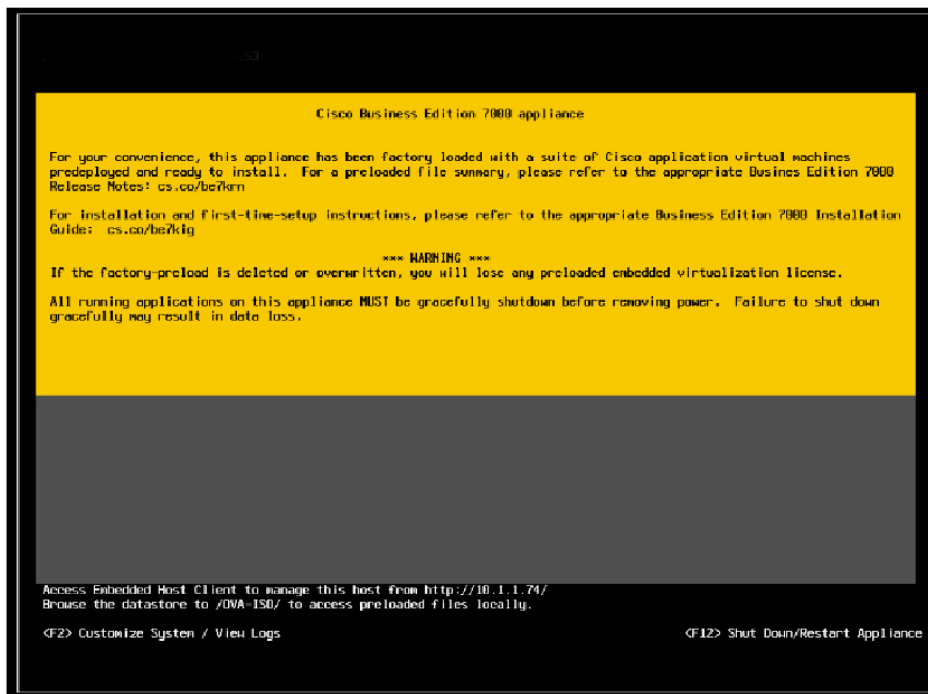 Cisco Business Edition 7000 appliance
For your convenience, this appliance has been factory loaded with a suite of Cisco application virtual machines
predeployed and ready to install. For a preloaded file summary, please refer to the appropriate Busines Edition 7000
Release Notes: cs.co/be7krn
For installation and first-time-setup instructions, please refer to the appropriate Business Edition 7000 Installation
Guide: cs.co/be7kig
*** WARNING ***
If the factory-preload is deleted or overwritten, you will lose any preloaded embedded virtualization license.
All running applications on this appliance MUST be gracefully shutdown before removing power. Failure to shut down
gracefully may result in data loss.
Access Embedded Host Client to manage this host from http://10.1.1.74/
Browse the datastore to /OVA-ISO/ to access preloaded files locally.
<F2> Customize System / View Logs
<F12> Shut Down/Restart Appliance